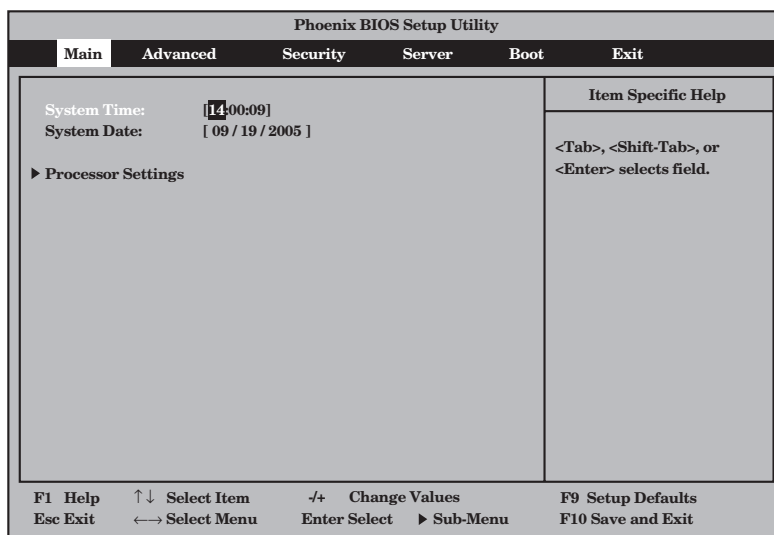 Phoenix BIOS Setup Utility
Main Advanced Security Server Boot Exit
System Time: [14:00:09]
System Date: [ 09 / 19 / 2005 ]
▶ Processor Settings
Item Specific Help
<Tab>, <Shift-Tab>, or
<Enter> selects field.
F1 Help ↑↓ Select Item -/+ Change Values F9 Setup Defaults
Esc Exit ←→ Select Menu Enter Select ▶ Sub-Menu F10 Save and Exit